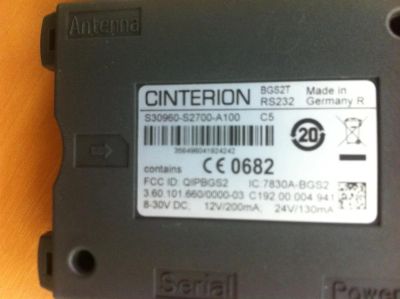 Antenna
CINTERION BGS2T RS232 Made in Germany R
S30960-S2700-A100 C5
356496041924242
20
contains CE 0682
FCC ID: QIPBGS2 IC:7830A-BGS2
3.60.101.660/0000-03 C192 00 004 941
8-30V DC, 12V/200mA, 24V/130mA
Serial Power